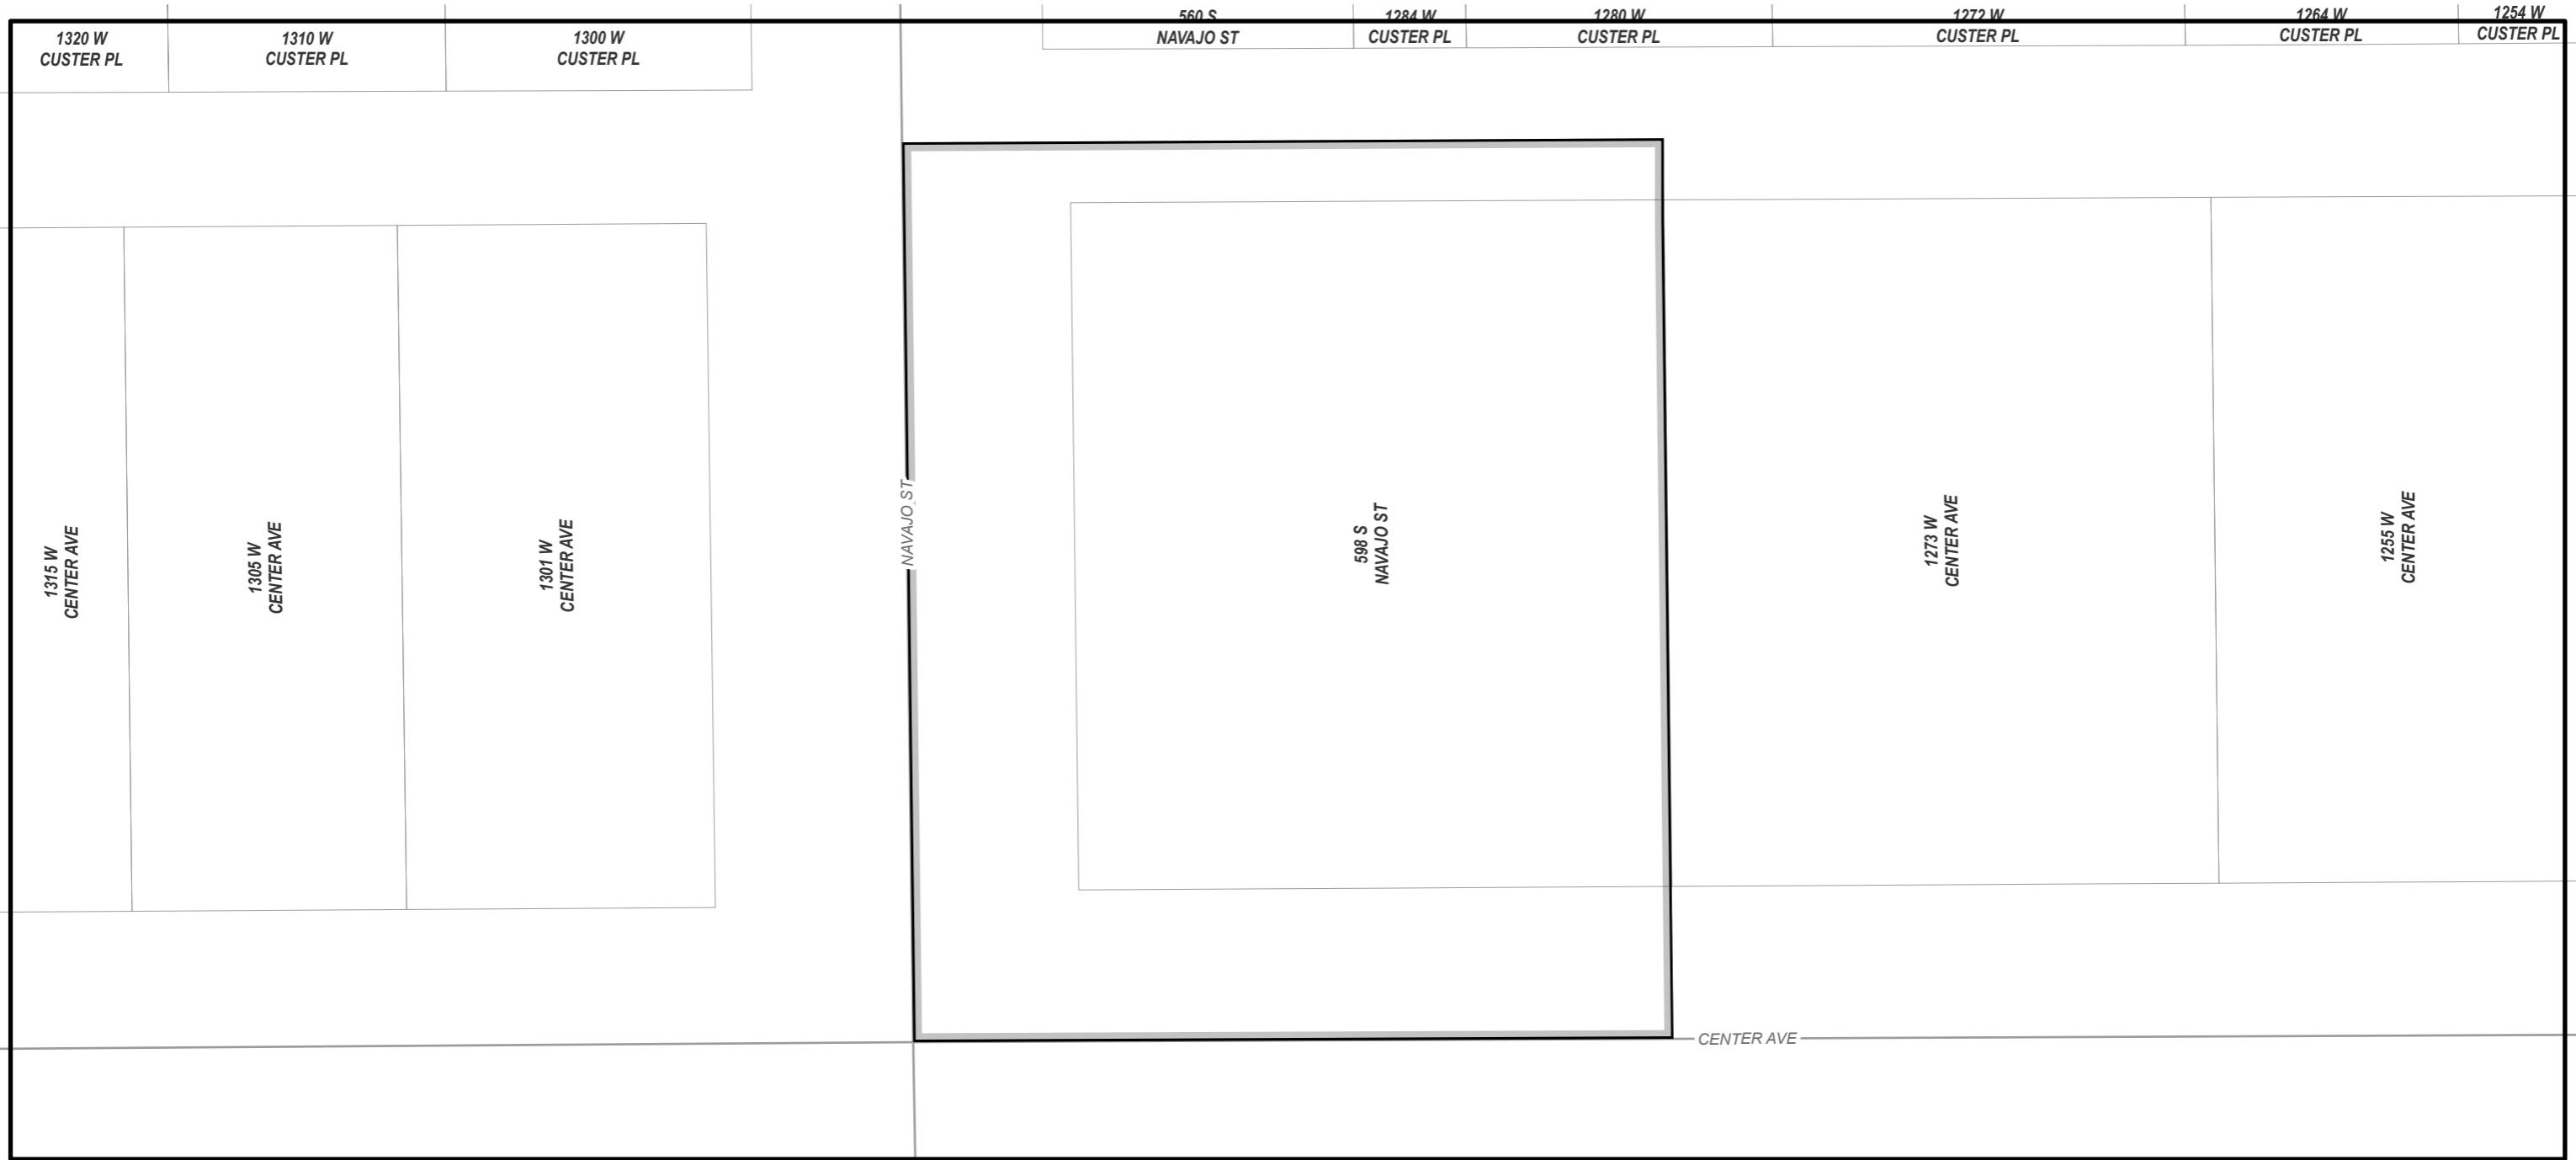 1320 W
CUSTER PL
1310 W
CUSTER PL
1300 W
CUSTER PL
560 S
NAVAJO ST
1284 W
CUSTER PL
1280 W
CUSTER PL
1272 W
CUSTER PL
1264 W
CUSTER PL
1254 W
CUSTER PL
1315 W
CENTER AVE
1305 W
CENTER AVE
1301 W
CENTER AVE
NAVAJO ST
598 S
NAVAJO ST
1273 W
CENTER AVE
1255 W
CENTER AVE
CENTER AVE